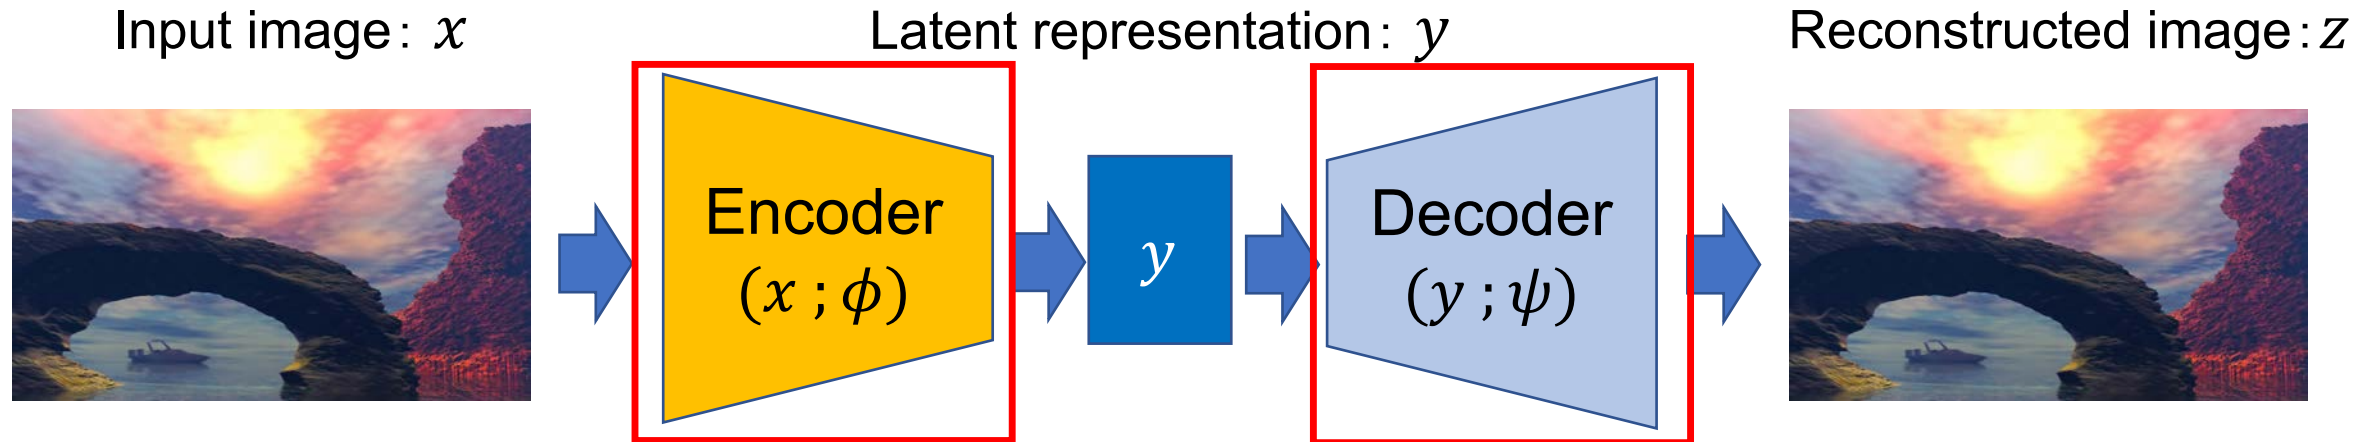 Input image: x
Latent representation: y
Reconstructed image: z
Encoder
(x ; ϕ)
y
Decoder
(y ; ψ)